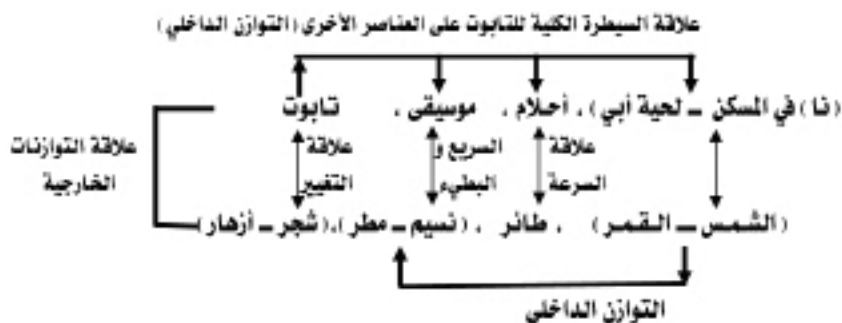 علاقة السيطرة الكلية للتابوت على العناصر الأخرى (التوازن الداخلي)
(نا) في المسكن – لحية أبي) ، أحلام ، موسيقى ، تابوت
علاقة السرعة
السريع و البطيء
علاقة التغيير
علاقة التوازنات الخارجية
(الشمس – القمر) ، طائر ، (نسيم – مطر)، (شجر – أزهار)
التوازن الداخلي